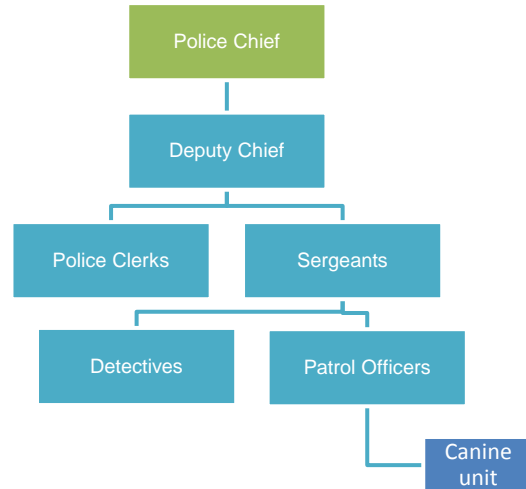 Police Chief
Deputy Chief
Police Clerks
Sergeants
Detectives
Patrol Officers
Canine
unit